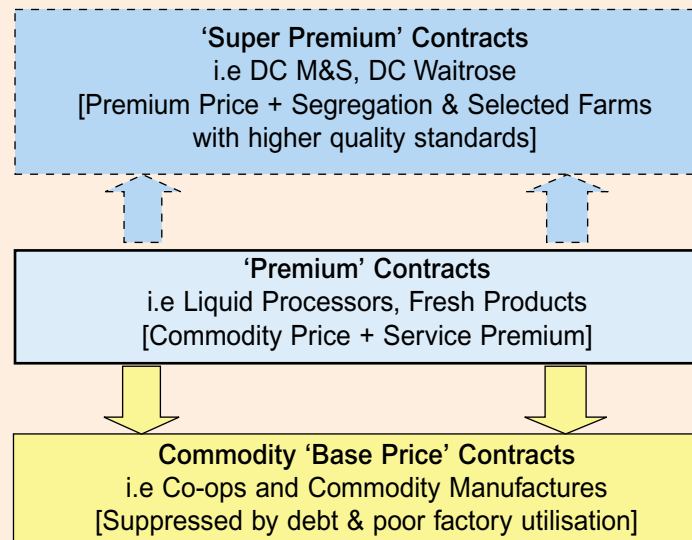 ‘Super Premium’ Contracts
i.e DC M&S, DC Waitrose
[Premium Price + Segregation & Selected Farms
with higher quality standards]
‘Premium’ Contracts
i.e Liquid Processors, Fresh Products
[Commodity Price + Service Premium]
Commodity ‘Base Price’ Contracts
i.e Co-ops and Commodity Manufactures
[Suppressed by debt & poor factory utilisation]